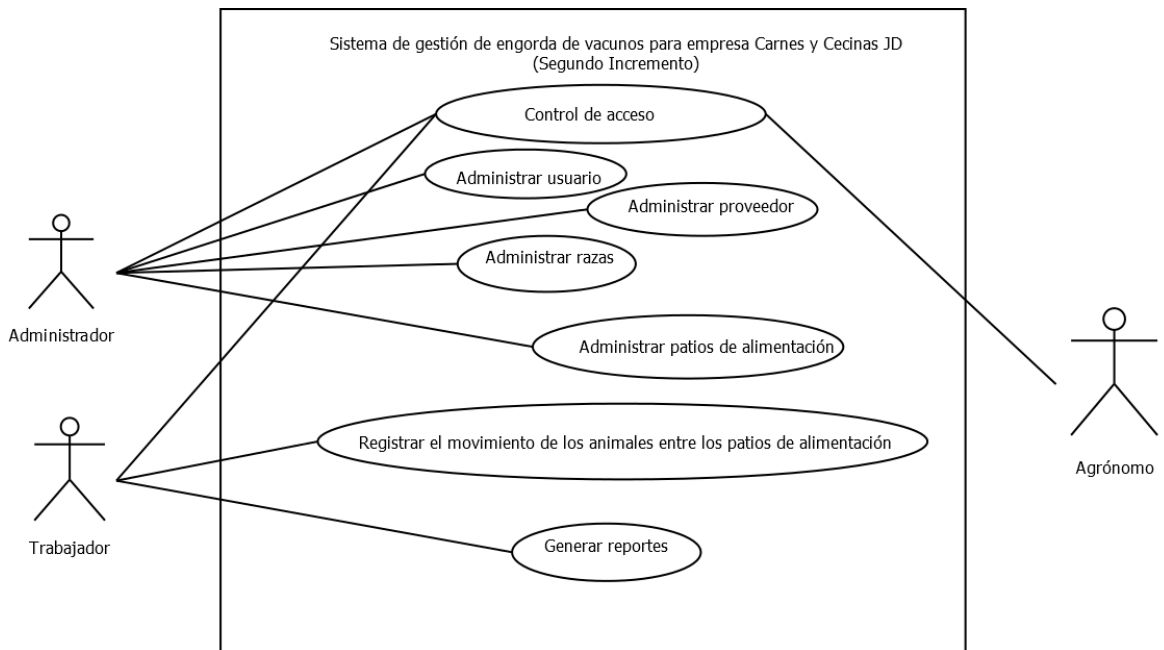 Sistema de gestión de engorda de vacunos para empresa Carnes y Cecinas JD
(Segundo Incremento)
Control de acceso
Administrar usuario
Administrar proveedor
Administrar razas
Administrador
Administrar patios de alimentación
Registrar el movimiento de los animales entre los patios de alimentación
Agrónomo
Trabajador
Generar reportes